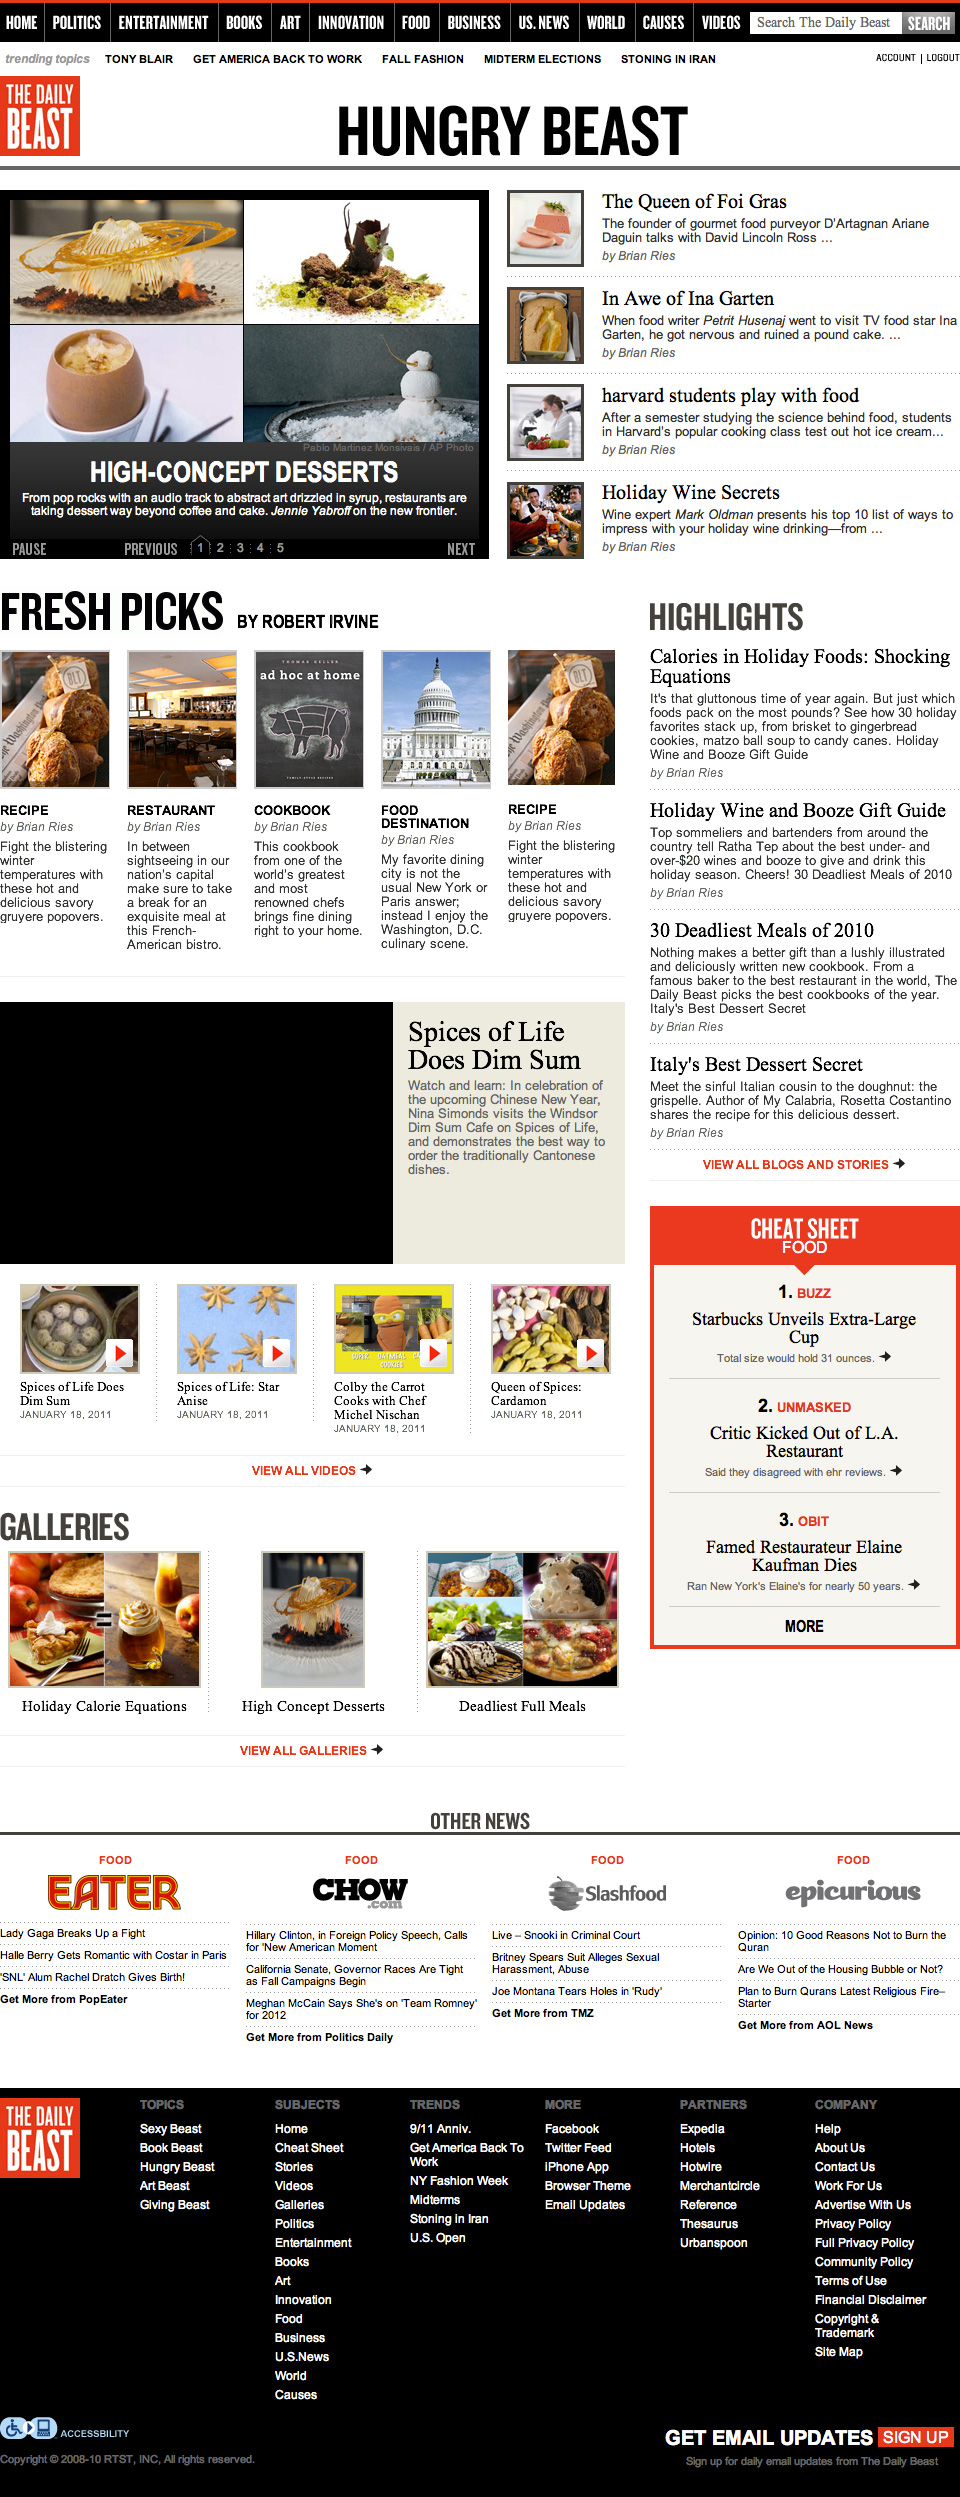 HOME POLITICS ENTERTAINMENT BOOKS ART INNOVATION FOOD BUSINESS US. NEWS WORLD CAUSES VIDEOS Search The Daily Beast SEARCH
trending topics TONY BLAIR GET AMERICA BACK TO WORK FALL FASHION MIDTERM ELECTIONS STONING IN IRAN ACCOUNT | LOGOUT
THE DAILY
BEAST
HUNGRY BEAST
Pablo Martinez Monsivais / AP Photo
HIGH-CONCEPT DESSERTS
From pop rocks with an audio track to abstract art drizzled in syrup, restaurants are
taking dessert way beyond coffee and cake. Jennie Yabroff on the new frontier.
PAUSE PREVIOUS 1 2 3 4 5 NEXT
The Queen of Foi Gras
The founder of gourmet food purveyor D'Artagnan Ariane
Daguin talks with David Lincoln Ross ...
by Brian Ries
In Awe of Ina Garten
When food writer Petrit Husenaj went to visit TV food star Ina
Garten, he got nervous and ruined a pound cake. ...
by Brian Ries
harvard students play with food
After a semester studying the science behind food, students
in Harvard's popular cooking class test out hot ice cream...
by Brian Ries
Holiday Wine Secrets
Wine expert Mark Oldman presents his top 10 list of ways to
impress with your holiday wine drinking—from ...
by Brian Ries
FRESH PICKS BY ROBERT IRVINE
BLT
THOMAS KELLER
ad hoc at home
FAMILY-STYLE RECIPES
RECIPE
by Brian Ries
Fight the blistering
winter
temperatures with
these hot and
delicious savory
gruyere popovers.
RESTAURANT
by Brian Ries
In between
sightseeing in our
nation's capital
make sure to take
a break for an
exquisite meal at
this French-
American bistro.
COOKBOOK
by Brian Ries
This cookbook
from one of the
world's greatest
and most
renowned chefs
brings fine dining
right to your home.
FOOD
DESTINATION
by Brian Ries
My favorite dining
city is not the
usual New York or
Paris answer;
instead I enjoy the
Washington, D.C.
culinary scene.
RECIPE
by Brian Ries
Fight the blistering
winter
temperatures with
these hot and
delicious savory
gruyere popovers.
HIGHLIGHTS
Calories in Holiday Foods: Shocking
Equations
It's that gluttonous time of year again. But just which
foods pack on the most pounds? See how 30 holiday
favorites stack up, from brisket to gingerbread
cookies, matzo ball soup to candy canes. Holiday
Wine and Booze Gift Guide
by Brian Ries
Holiday Wine and Booze Gift Guide
Top sommeliers and bartenders from around the
country tell Ratha Tep about the best under- and
over-$20 wines and booze to give and drink this
holiday season. Cheers! 30 Deadliest Meals of 2010
by Brian Ries
30 Deadliest Meals of 2010
Nothing makes a better gift than a lushly illustrated
and deliciously written new cookbook. From a
famous baker to the best restaurant in the world, The
Daily Beast picks the best cookbooks of the year.
Italy's Best Dessert Secret
by Brian Ries
Italy's Best Dessert Secret
Meet the sinful Italian cousin to the doughnut: the
grispelle. Author of My Calabria, Rosetta Costantino
shares the recipe for this delicious dessert.
by Brian Ries
VIEW ALL BLOGS AND STORIES
Spices of Life
Does Dim Sum
Watch and learn: In celebration of
the upcoming Chinese New Year,
Nina Simonds visits the Windsor
Dim Sum Cafe on Spices of Life,
and demonstrates the best way to
order the traditionally Cantonese
dishes.
SUPER OATMEAL
COOKIES
Spices of Life Does
Dim Sum
JANUARY 18, 2011
Spices of Life: Star
Anise
JANUARY 18, 2011
Colby the Carrot
Cooks with Chef
Michel Nischan
JANUARY 18, 2011
Queen of Spices:
Cardamon
JANUARY 18, 2011
VIEW ALL VIDEOS
CHEAT SHEET
FOOD
1. BUZZ
Starbucks Unveils Extra-Large
Cup
Total size would hold 31 ounces.
2. UNMASKED
Critic Kicked Out of L.A.
Restaurant
Said they disagreed with ehr reviews.
3. OBIT
Famed Restaurateur Elaine
Kaufman Dies
Ran New York's Elaine's for nearly 50 years.
MORE
GALLERIES
Holiday Calorie Equations
High Concept Desserts
Deadliest Full Meals
VIEW ALL GALLERIES
OTHER NEWS
FOOD
EATER
Lady Gaga Breaks Up a Fight
Halle Berry Gets Romantic with Costar in Paris
'SNL' Alum Rachel Dratch Gives Birth!
Get More from PopEater
FOOD
CHOW
.com
Hillary Clinton, in Foreign Policy Speech, Calls
for 'New American Moment
California Senate, Governor Races Are Tight
as Fall Campaigns Begin
Meghan McCain Says She's on 'Team Romney'
for 2012
Get More from Politics Daily
FOOD
Slashfood
Live – Snooki in Criminal Court
Britney Spears Suit Alleges Sexual
Harassment, Abuse
Joe Montana Tears Holes in 'Rudy'
Get More from TMZ
FOOD
epicurious
Opinion: 10 Good Reasons Not to Burn the
Quran
Are We Out of the Housing Bubble or Not?
Plan to Burn Qurans Latest Religious Fire–
Starter
Get More from AOL News
THE DAILY
BEAST
TOPICS
Sexy Beast
Book Beast
Hungry Beast
Art Beast
Giving Beast
SUBJECTS
Home
Cheat Sheet
Stories
Videos
Galleries
Politics
Entertainment
Books
Art
Innovation
Food
Business
U.S.News
World
Causes
TRENDS
9/11 Anniv.
Get America Back To
Work
NY Fashion Week
Midterms
Stoning in Iran
U.S. Open
MORE
Facebook
Twitter Feed
iPhone App
Browser Theme
Email Updates
PARTNERS
Expedia
Hotels
Hotwire
Merchantcircle
Reference
Thesaurus
Urbanspoon
COMPANY
Help
About Us
Contact Us
Work For Us
Advertise With Us
Privacy Policy
Full Privacy Policy
Community Policy
Terms of Use
Financial Disclaimer
Copyright &
Trademark
Site Map
ACCESSBILITY
Copyright © 2008-10 RTST, INC, All rights reserved.
GET EMAIL UPDATES SIGN UP
Sign up for daily email updates from The Daily Beast